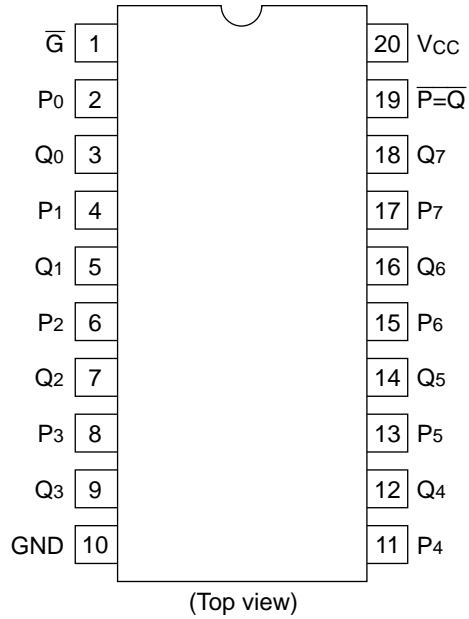 G̅ 1 20 VCC
P0 2 19 P̅=̅Q̅
Q0 3 18 Q7
P1 4 17 P7
Q1 5 16 Q6
P2 6 15 P6
Q2 7 14 Q5
P3 8 13 P5
Q3 9 12 Q4
GND 10 11 P4
(Top view)